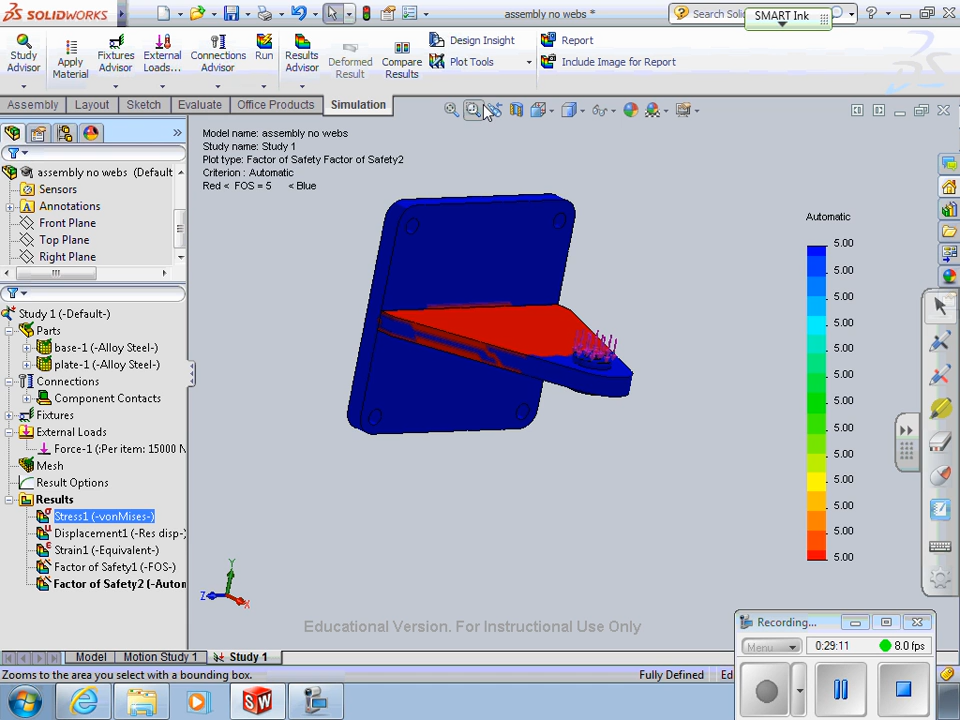 SOLIDWORKS
assembly no webs *
Search Soli
SMART Ink
Study Advisor
Apply Material
Fixtures Advisor
External Loads...
Connections Advisor
Run
Results Advisor
Deformed Result
Compare Results
Design Insight
Plot Tools
Report
Include Image for Report
Assembly
Layout
Sketch
Evaluate
Office Products
Simulation
assembly no webs (Default
Sensors
Annotations
Front Plane
Top Plane
Right Plane
Study 1 (-Default-)
Parts
base-1 (-Alloy Steel-)
plate-1 (-Alloy Steel-)
Connections
Component Contacts
Fixtures
External Loads
Force-1 (:Per item: 15000 N
Mesh
Result Options
Results
Stress1 (-vonMises-)
Displacement1 (-Res disp-)
Strain1 (-Equivalent-)
Factor of Safety1 (-FOS-)
Factor of Safety2 (-Autom
Model name: assembly no webs
Study name: Study 1
Plot type: Factor of Safety Factor of Safety2
Criterion : Automatic
Red < FOS = 5 < Blue
Automatic
5.00
5.00
5.00
5.00
5.00
5.00
5.00
5.00
5.00
5.00
5.00
5.00
5.00
Y
Z
X
Educational Version. For Instructional Use Only
Recording...
Menu
0:29:11
8.0 fps
Model
Motion Study 1
Study 1
Zooms to the area you select with a bounding box.
Fully Defined
Ed